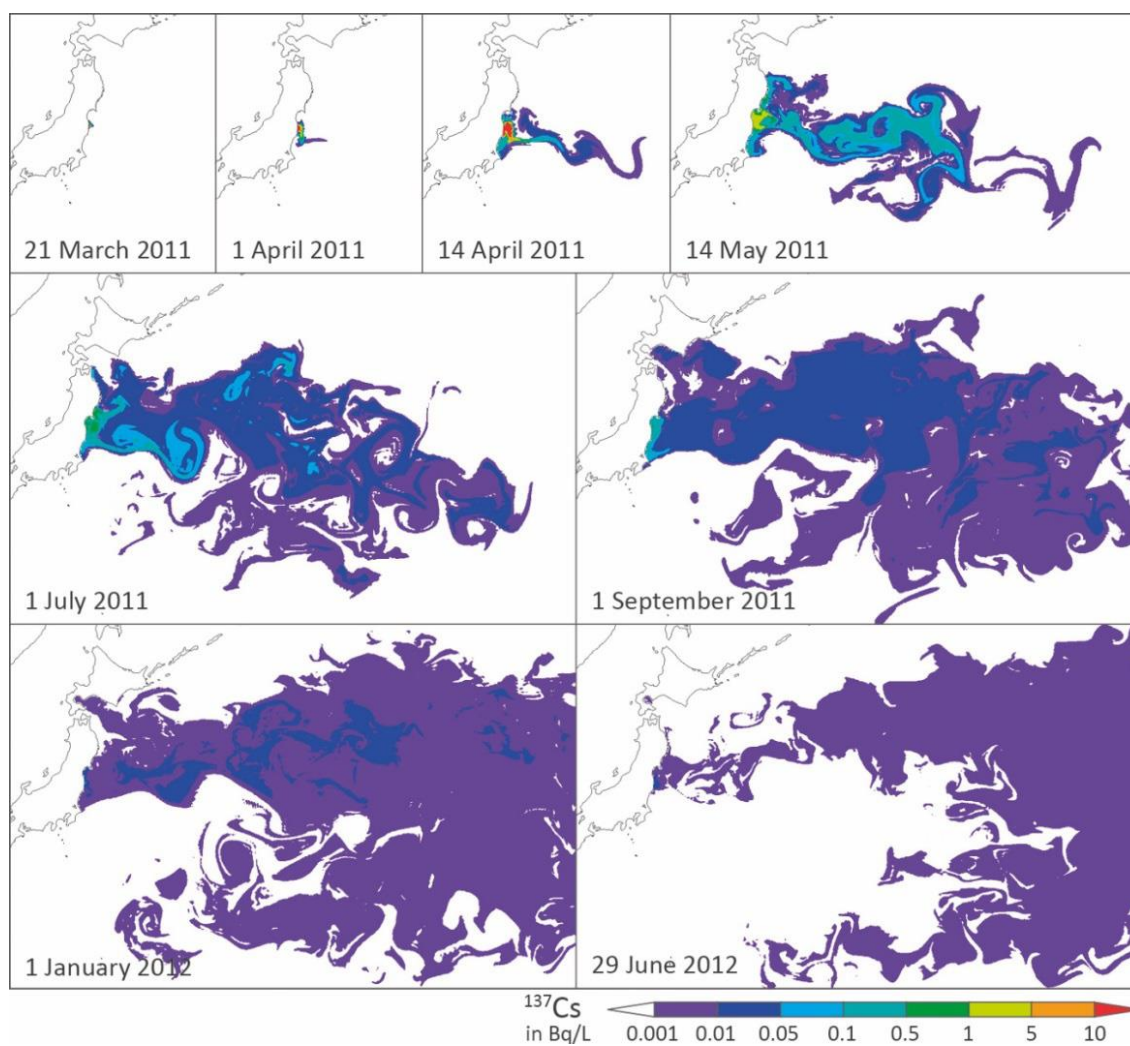 21 March 2011
1 April 2011
14 April 2011
14 May 2011
1 July 2011
1 September 2011
1 January 2012
29 June 2012
¹³⁷Cs
in Bq/L
0.001 0.01 0.05 0.1 0.5 1 5 10